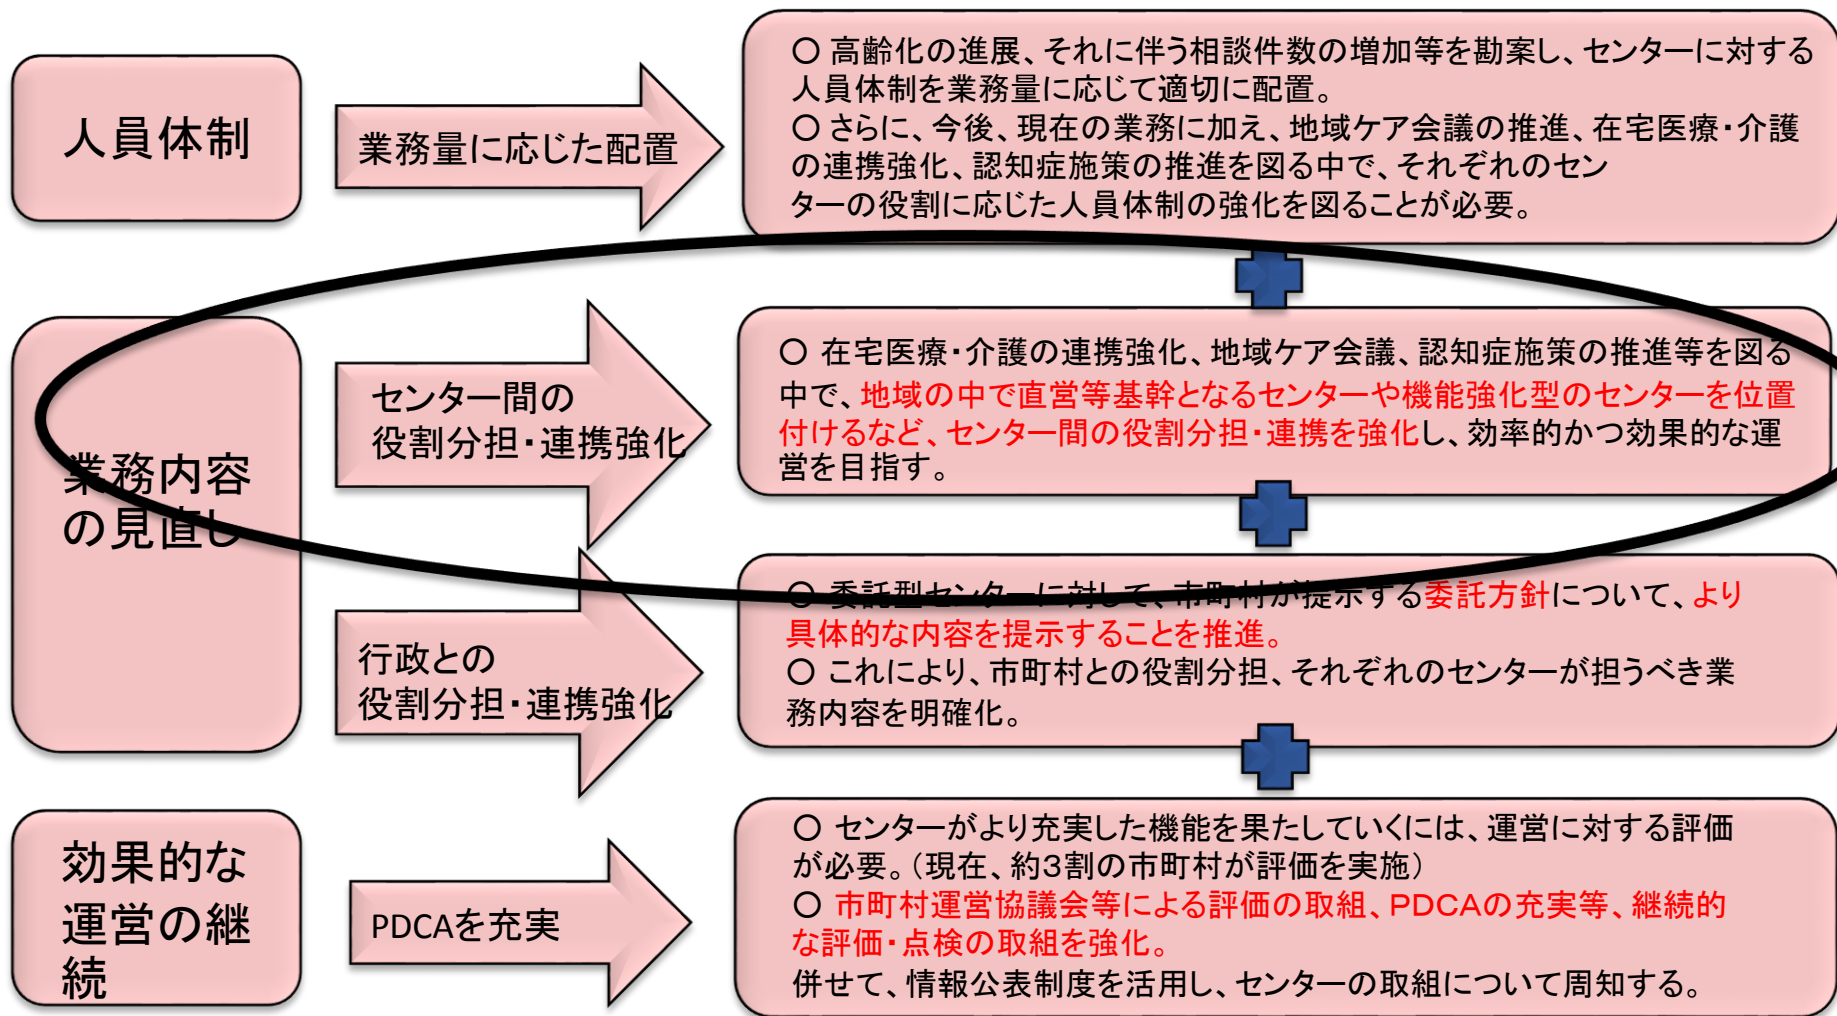 人員体制
業務量に応じた配置
○ 高齢化の進展、それに伴う相談件数の増加等を勘案し、センターに対する
人員体制を業務量に応じて適切に配置。
○ さらに、今後、現在の業務に加え、地域ケア会議の推進、在宅医療・介護
の連携強化、認知症施策の推進を図る中で、それぞれのセン
ターの役割に応じた人員体制の強化を図ることが必要。
業務内容
の見直し
センター間の
役割分担・連携強化
○ 在宅医療・介護の連携強化、地域ケア会議、認知症施策の推進等を図る
中で、地域の中で直営等基幹となるセンターや機能強化型のセンターを位置
付けるなど、センター間の役割分担・連携を強化し、効率的かつ効果的な運
営を目指す。
行政との
役割分担・連携強化
○ 委託型センターに対して、市町村が提示する委託方針について、より
具体的な内容を提示することを推進。
○ これにより、市町村との役割分担、それぞれのセンターが担うべき業
務内容を明確化。
効果的な
運営の継
続
PDCAを充実
○ センターがより充実した機能を果たしていくには、運営に対する評価
が必要。（現在、約３割の市町村が評価を実施）
○ 市町村運営協議会等による評価の取組、ＰＤＣＡの充実等、継続的
な評価・点検の取組を強化。
併せて、情報公表制度を活用し、センターの取組について周知する。